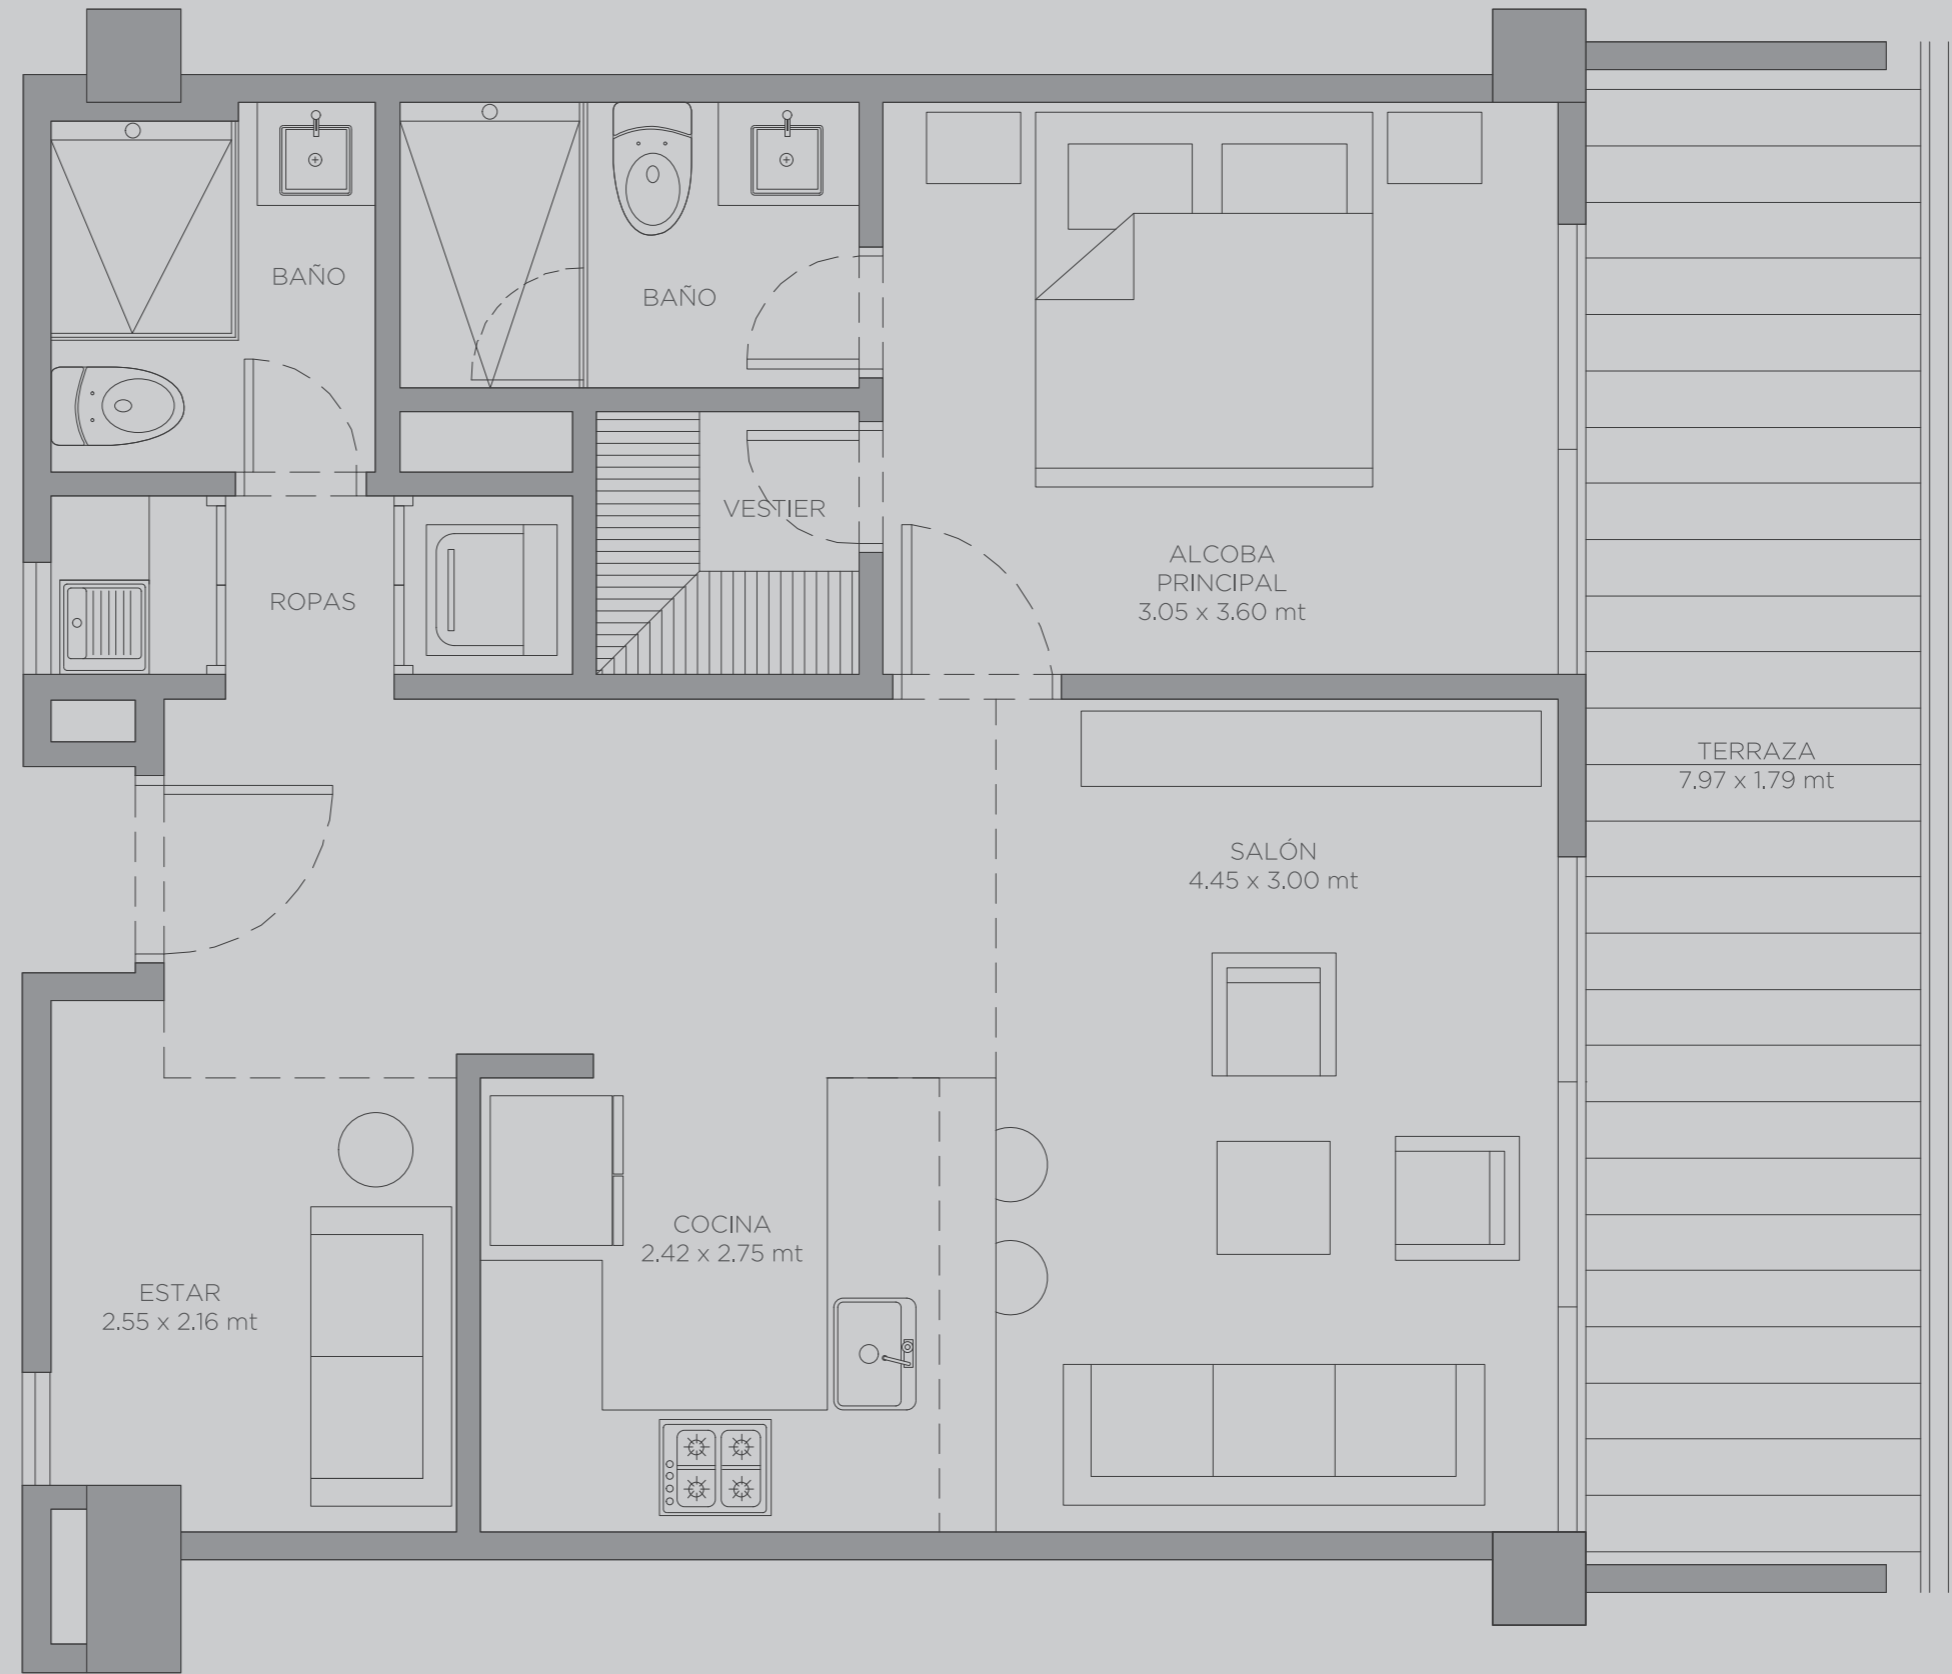 BAÑO
BAÑO
VESTIER
ROPAS
ALCOBA
PRINCIPAL
3.05 x 3.60 mt
TERRAZA
7.97 x 1.79 mt
SALÓN
4.45 x 3.00 mt
COCINA
2.42 x 2.75 mt
ESTAR
2.55 x 2.16 mt